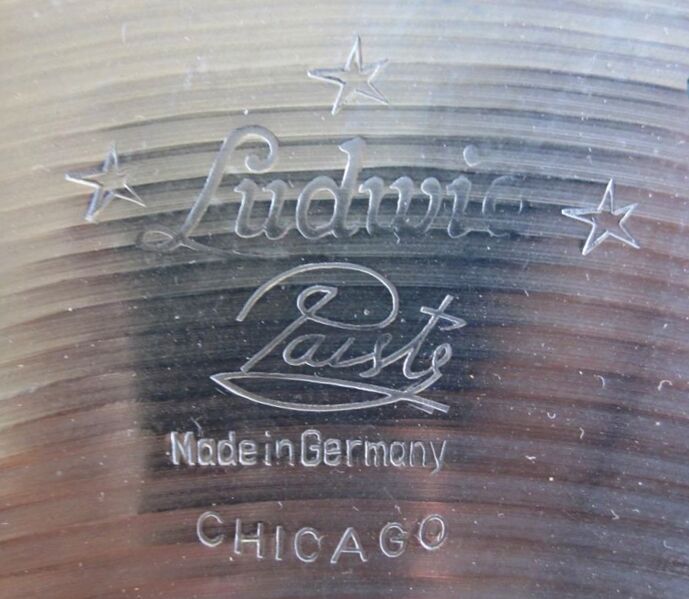 Ludwig
Paiste
Made in Germany
CHICAGO